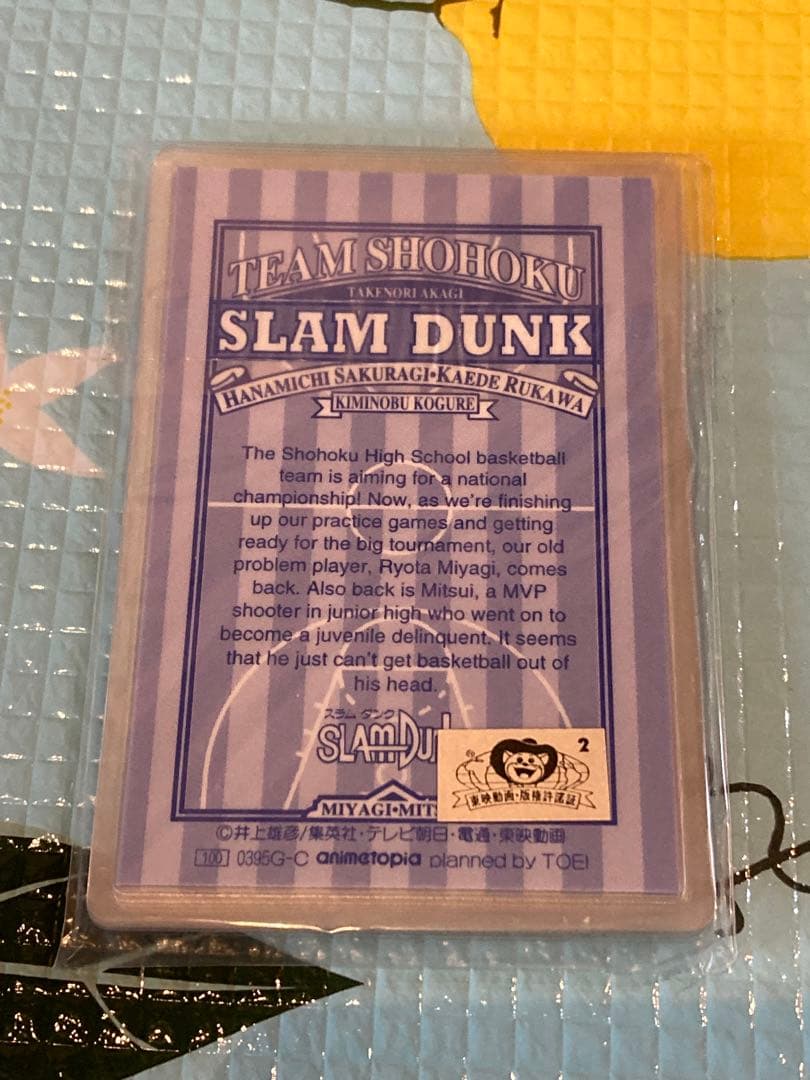 TEAM SHOHOKU
TAKENORI AKAGI
SLAM DUNK
HANAMICHI SAKURAGI・KAEDE RUKAWA
KIMINOBU KOGURE
The Shohoku High School basketball
team is aiming for a national
championship! Now, as we're finishing
up our practice games and getting
ready for the big tournament, our old
problem player, Ryota Miyagi, comes
back. Also back is Mitsui, a MVP
shooter in junior high who went on to
become a juvenile delinquent. It seems
that he just can't get basketball out of
his head.
スラムダンク
SLAM DUN
2
東映動画・版権許諾証
MIYAGI・MITS
©井上雄彦/集英社・テレビ朝日・電通・東映動画
100 0395G-C animetopia planned by TOEI